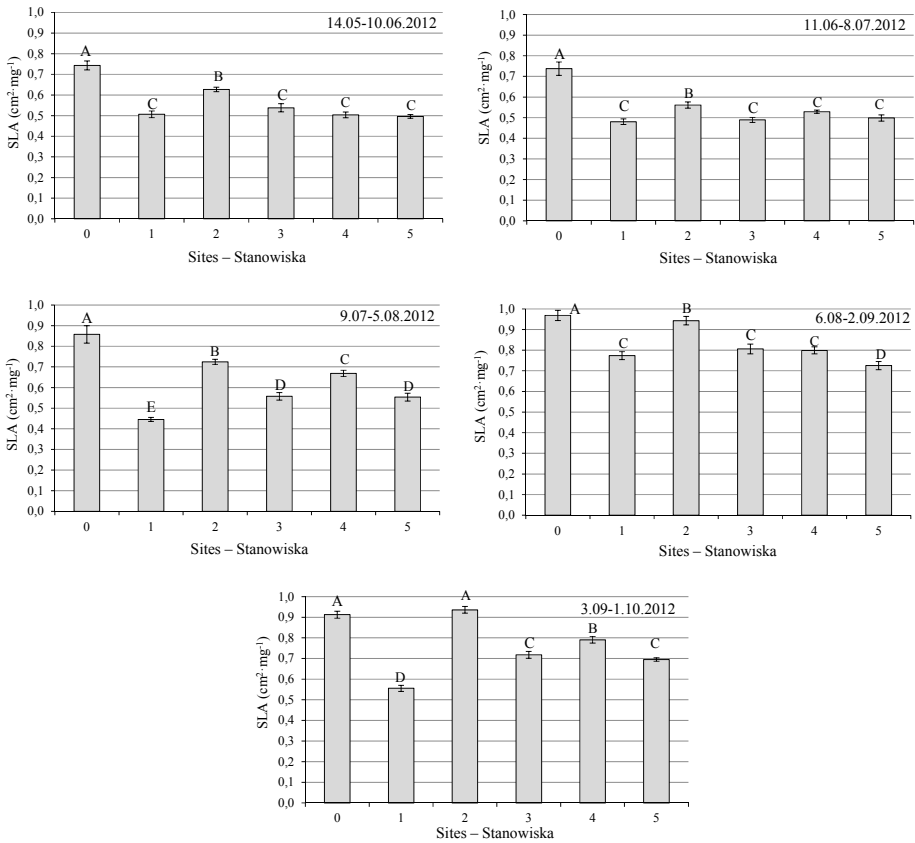 14.05-10.06.2012
SLA (cm²·mg⁻¹)
1,0
0,9
0,8
0,7
0,6
0,5
0,4
0,3
0,2
0,1
0,0
A
C
B
C
C
C
0 1 2 3 4 5
Sites – Stanowiska
11.06-8.07.2012
SLA (cm²·mg⁻¹)
1,0
0,9
0,8
0,7
0,6
0,5
0,4
0,3
0,2
0,1
0,0
A
C
B
C
C
C
0 1 2 3 4 5
Sites – Stanowiska
9.07-5.08.2012
SLA (cm²·mg⁻¹)
1,0
0,9
0,8
0,7
0,6
0,5
0,4
0,3
0,2
0,1
0,0
A
E
B
D
C
D
0 1 2 3 4 5
Sites – Stanowiska
6.08-2.09.2012
SLA (cm²·mg⁻¹)
1,0
0,9
0,8
0,7
0,6
0,5
0,4
0,3
0,2
0,1
0,0
A
C
B
C
C
D
0 1 2 3 4 5
Sites – Stanowiska
3.09-1.10.2012
SLA (cm²·mg⁻¹)
1,0
0,9
0,8
0,7
0,6
0,5
0,4
0,3
0,2
0,1
0,0
A
D
A
C
B
C
0 1 2 3 4 5
Sites – Stanowiska